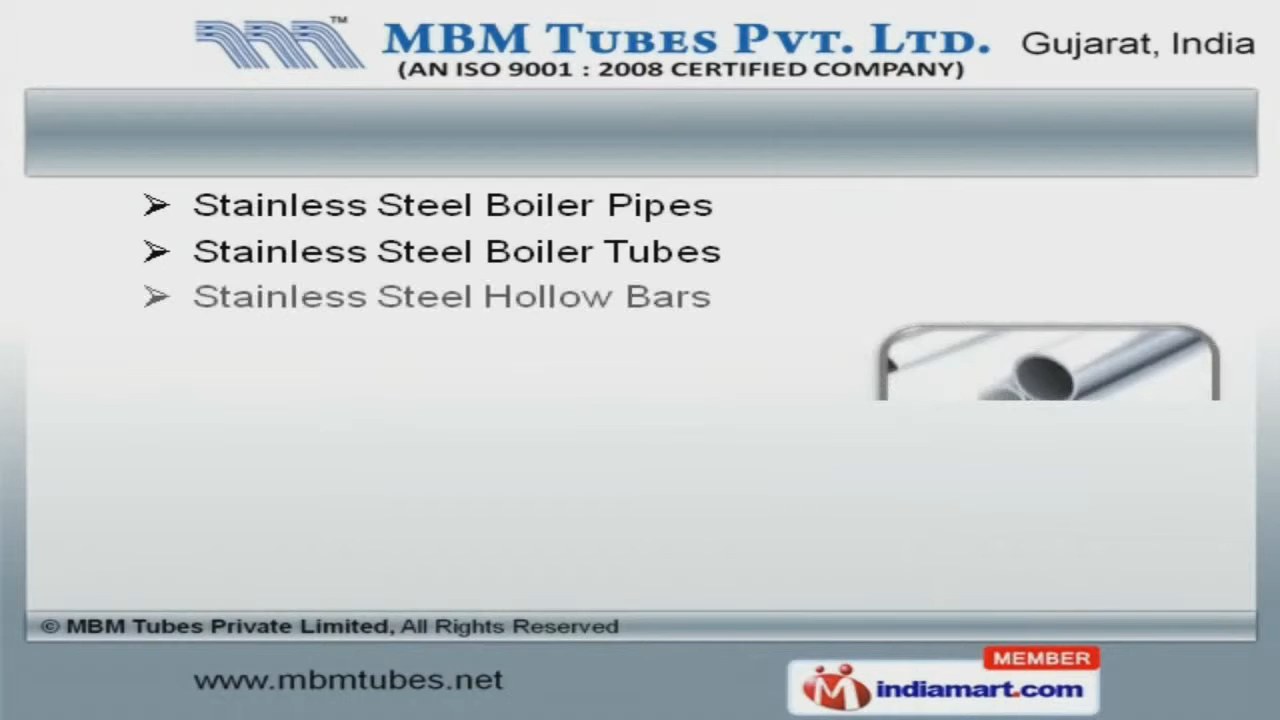 MBM TUBES PVT. LTD.
TM
Gujarat, India
(AN ISO 9001 : 2008 CERTIFIED COMPANY)
➢ Stainless Steel Boiler Pipes
➢ Stainless Steel Boiler Tubes
➢ Stainless Steel Hollow Bars
© MBM Tubes Private Limited, All Rights Reserved
www.mbmtubes.net
MEMBER
indiamart.com